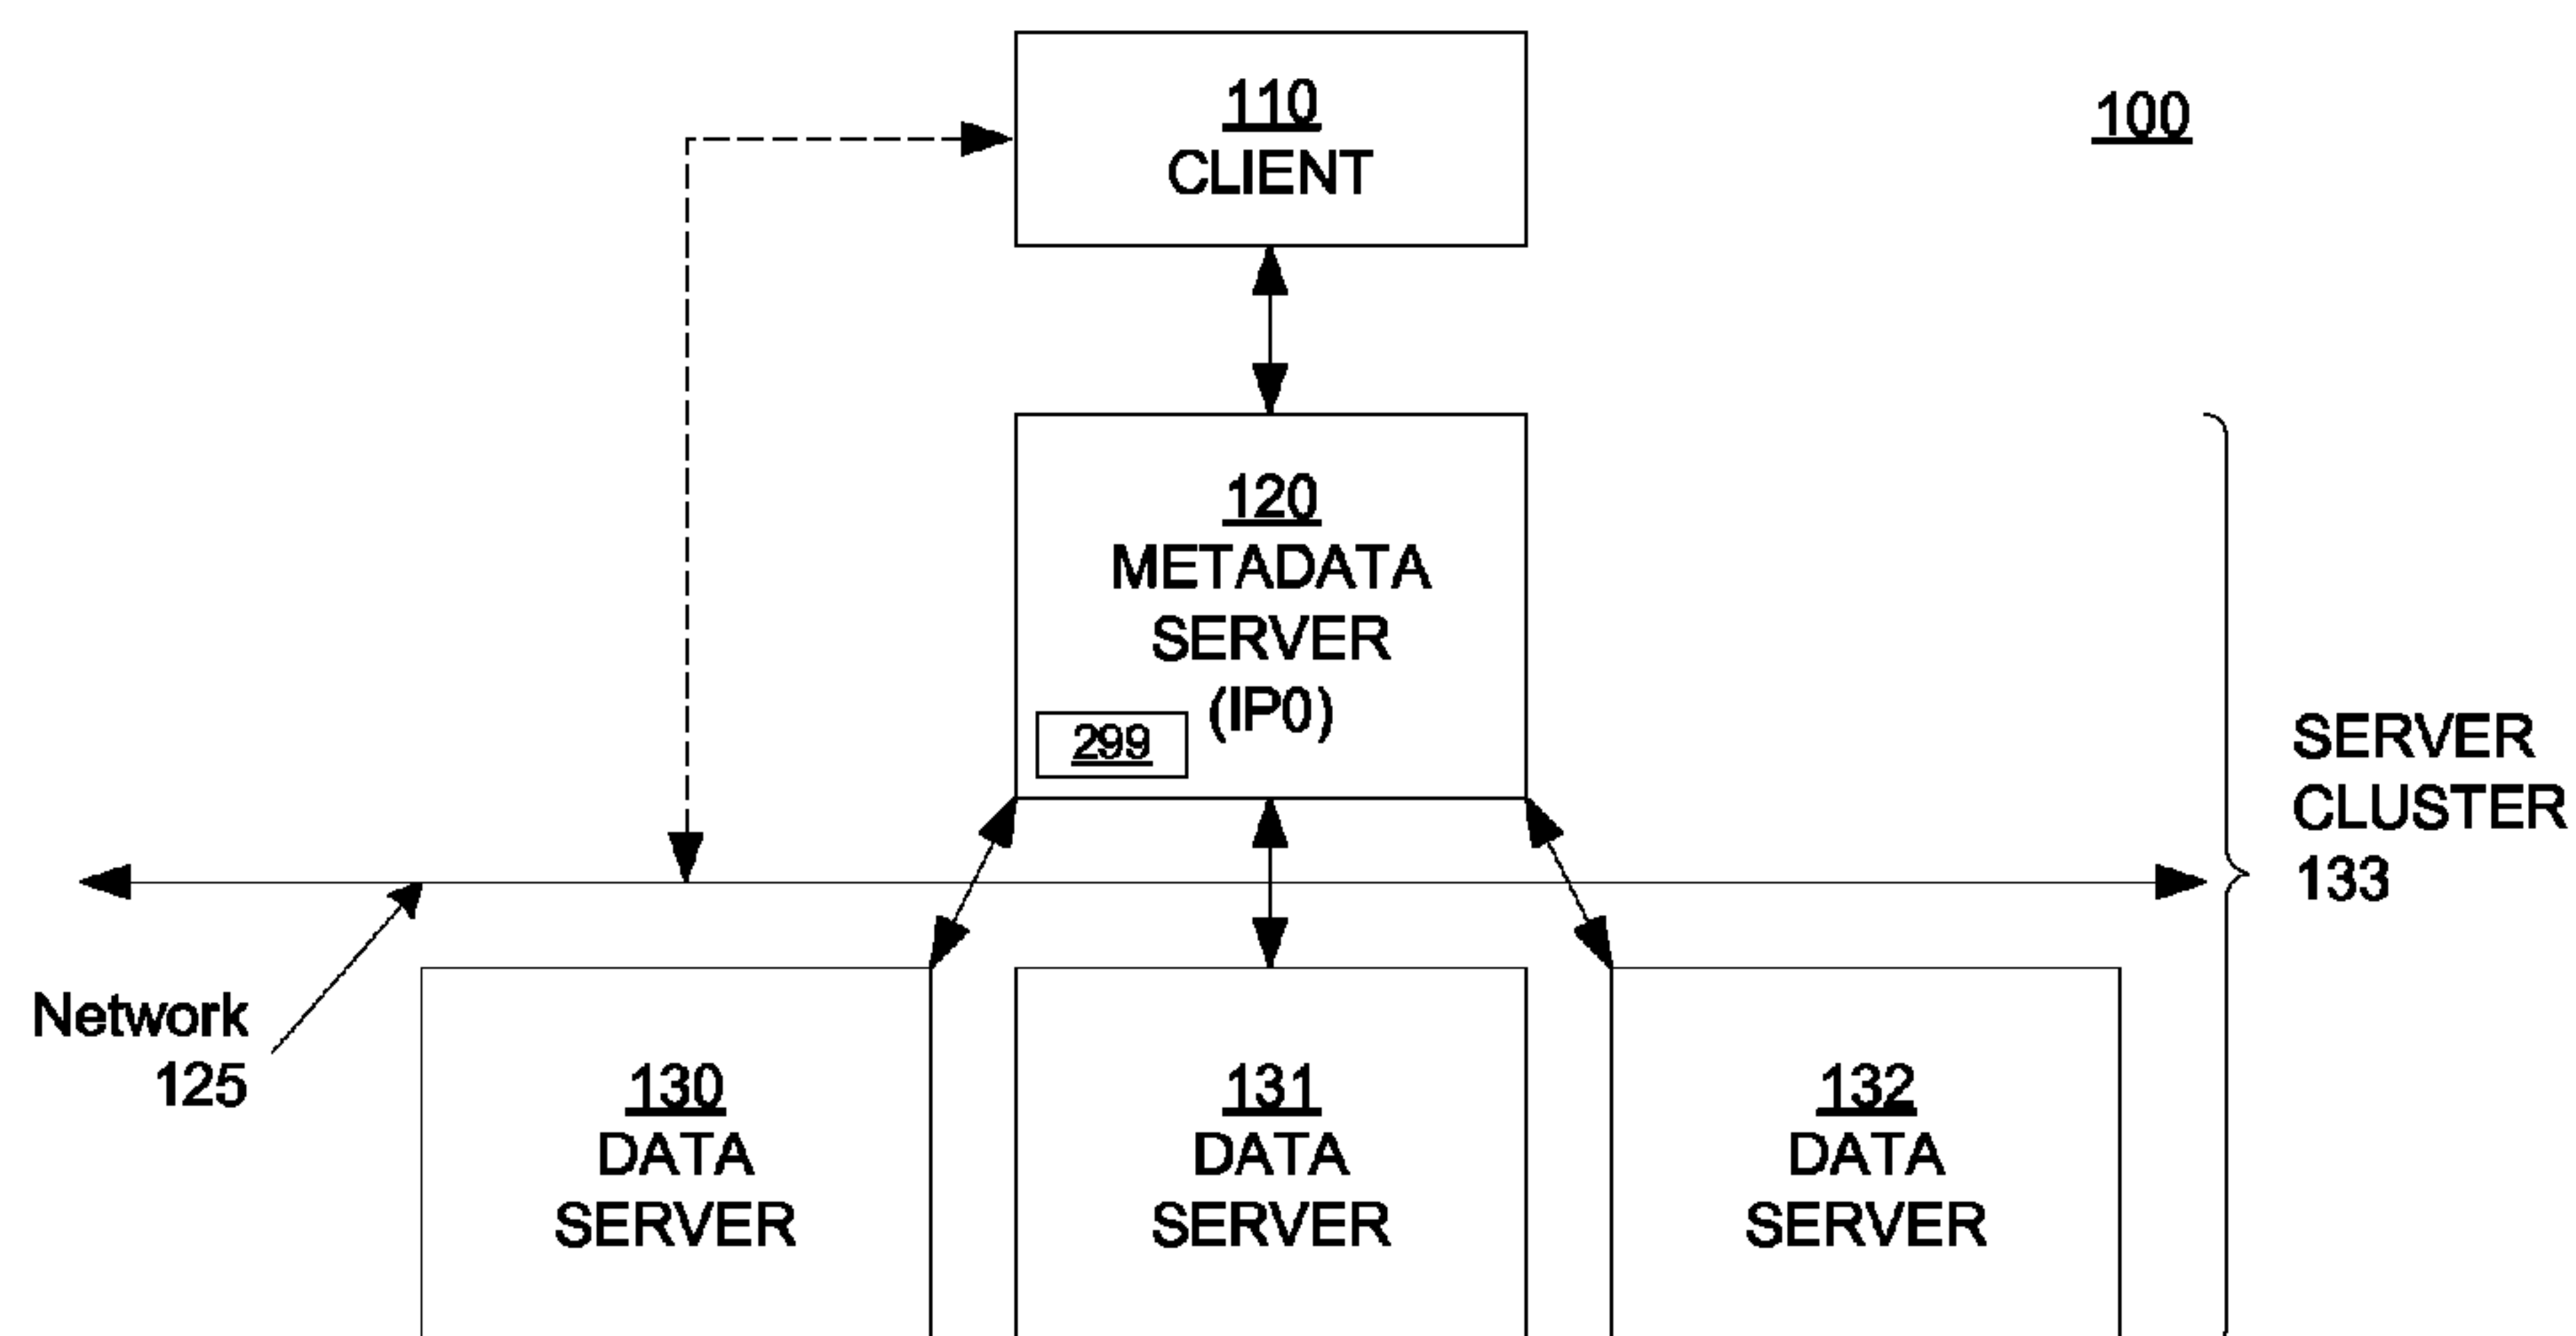 110
CLIENT
100
120
METADATA
SERVER
(IP0)
299
SERVER
CLUSTER
133
Network
125
130
DATA
SERVER
131
DATA
SERVER
132
DATA
SERVER